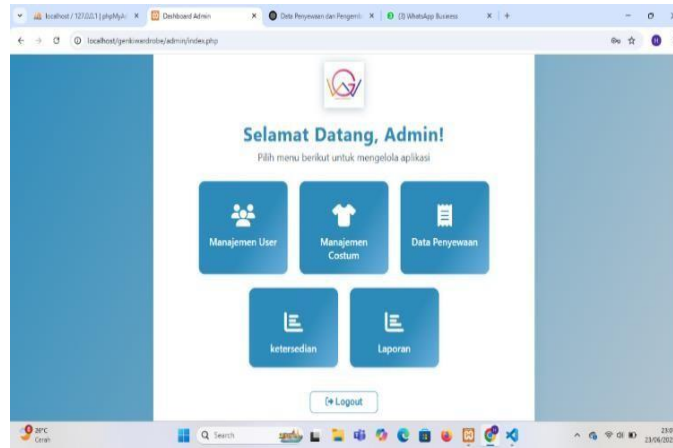 localhost / 127.0.0.1 | phpMyAd
Dashboard Admin
Data Penyewaan dan Pengemb
(3) WhatsApp Business
localhost/genkiwardrobe/admin/index.php
Selamat Datang, Admin!
Pilih menu berikut untuk mengelola aplikasi
Manajemen User
Manajemen
Costum
Data Penyewaan
ketersedian
Laporan
Logout
Cerah
Search